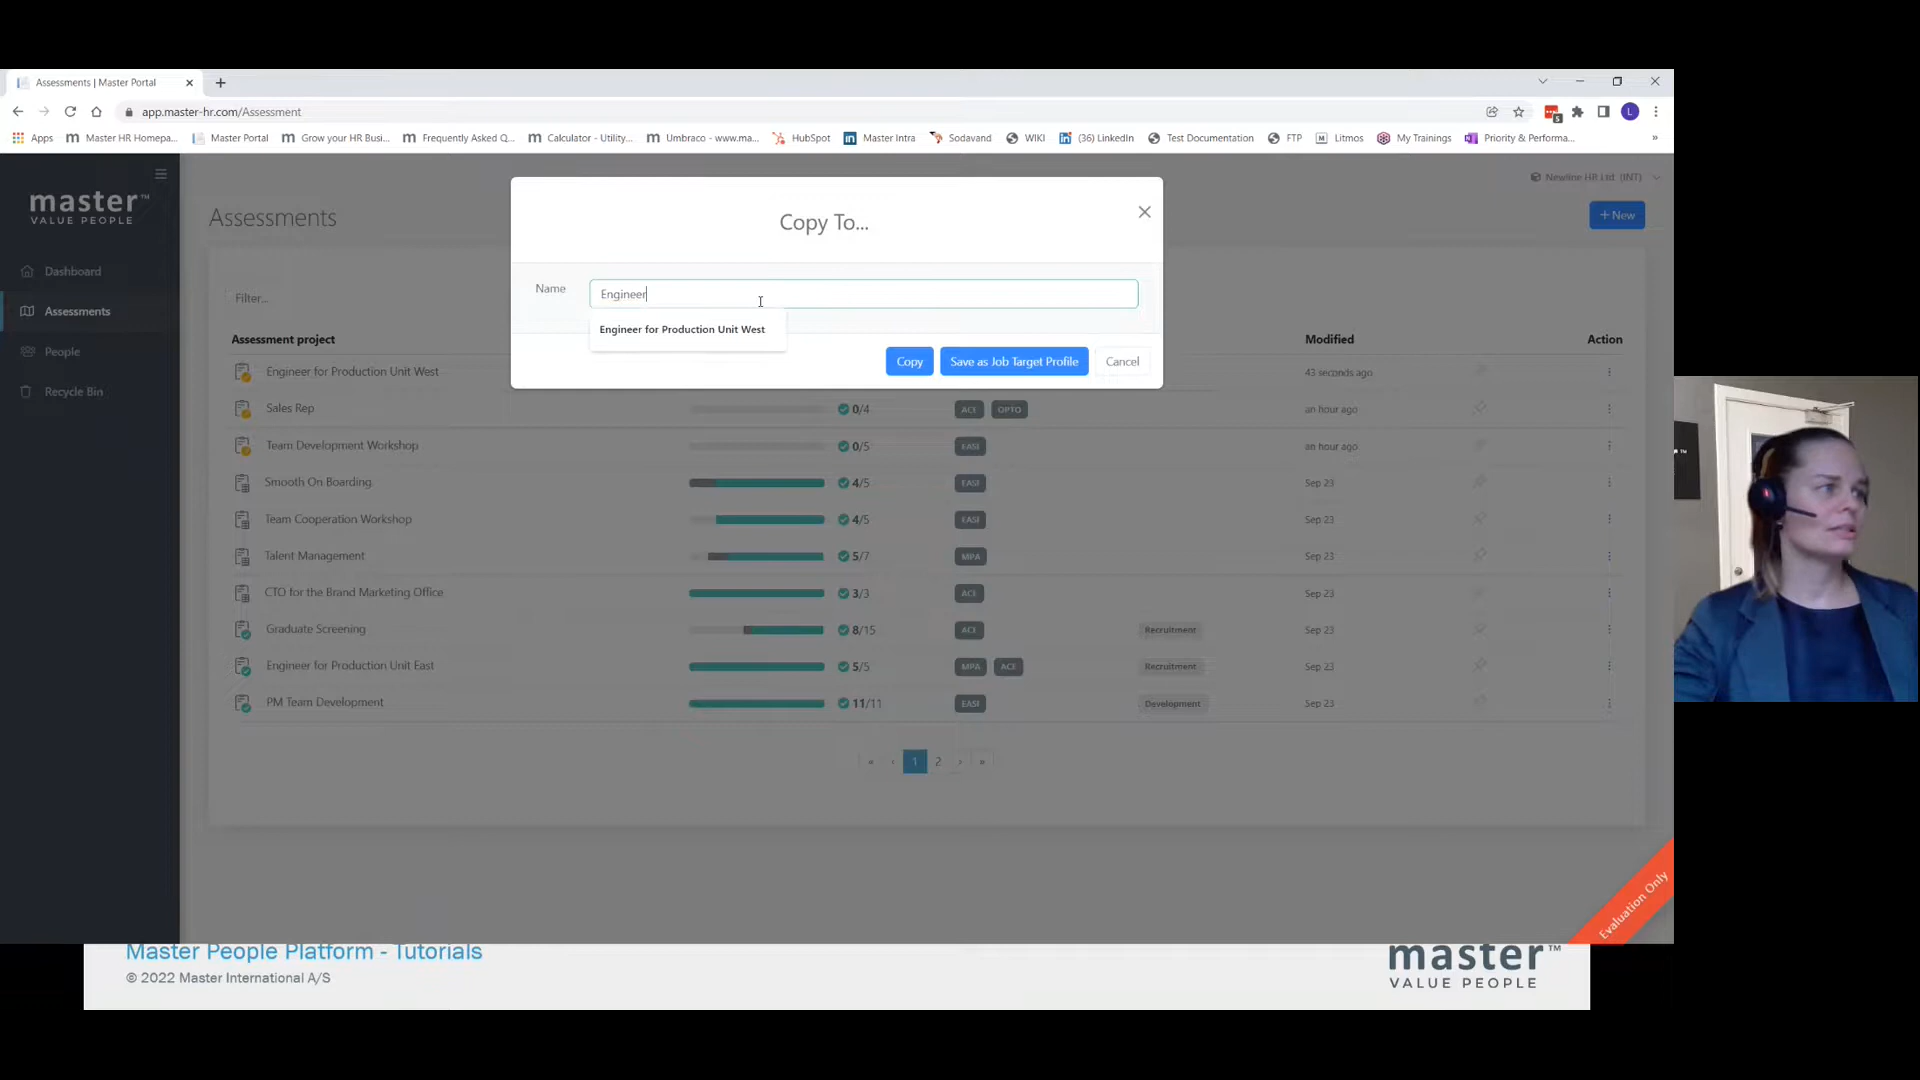 Assessments | Master Portal
app.master-hr.com/Assessment
Apps
Master HR Homepa...
Master Portal
Grow your HR Busi...
Frequently Asked Q...
Calculator - Utility...
Umbraco - www.ma...
HubSpot
Master Intra
Sodavand
WIKI
(36) LinkedIn
Test Documentation
FTP
Litmos
My Trainings
Priority & Performa...
»
master™
VALUE PEOPLE
Dashboard
Assessments
People
Recycle Bin
Newline HR Ltd. (INT)
Assessments
+ New
Copy To...
Name
Engineer
Engineer for Production Unit West
Copy
Save as Job Target Profile
Cancel
Filter...
Assessment project
Modified
Action
Engineer for Production Unit West
43 seconds ago
Sales Rep
0/4
ACE
OPTO
an hour ago
Team Development Workshop
0/5
EASI
an hour ago
Smooth On Boarding
4/5
EASI
Sep 23
Team Cooperation Workshop
4/5
EASI
Sep 23
Talent Management
5/7
MPA
Sep 23
CTO for the Brand Marketing Office
3/3
ACE
Sep 23
Graduate Screening
8/15
ACE
Recruitment
Sep 23
Engineer for Production Unit East
5/5
MPA
ACE
Recruitment
Sep 23
PM Team Development
11/11
EASI
Development
Sep 23
« ‹ 1 2 › »
Evaluation Only
Master People Platform - Tutorials
© 2022 Master International A/S
master™
VALUE PEOPLE